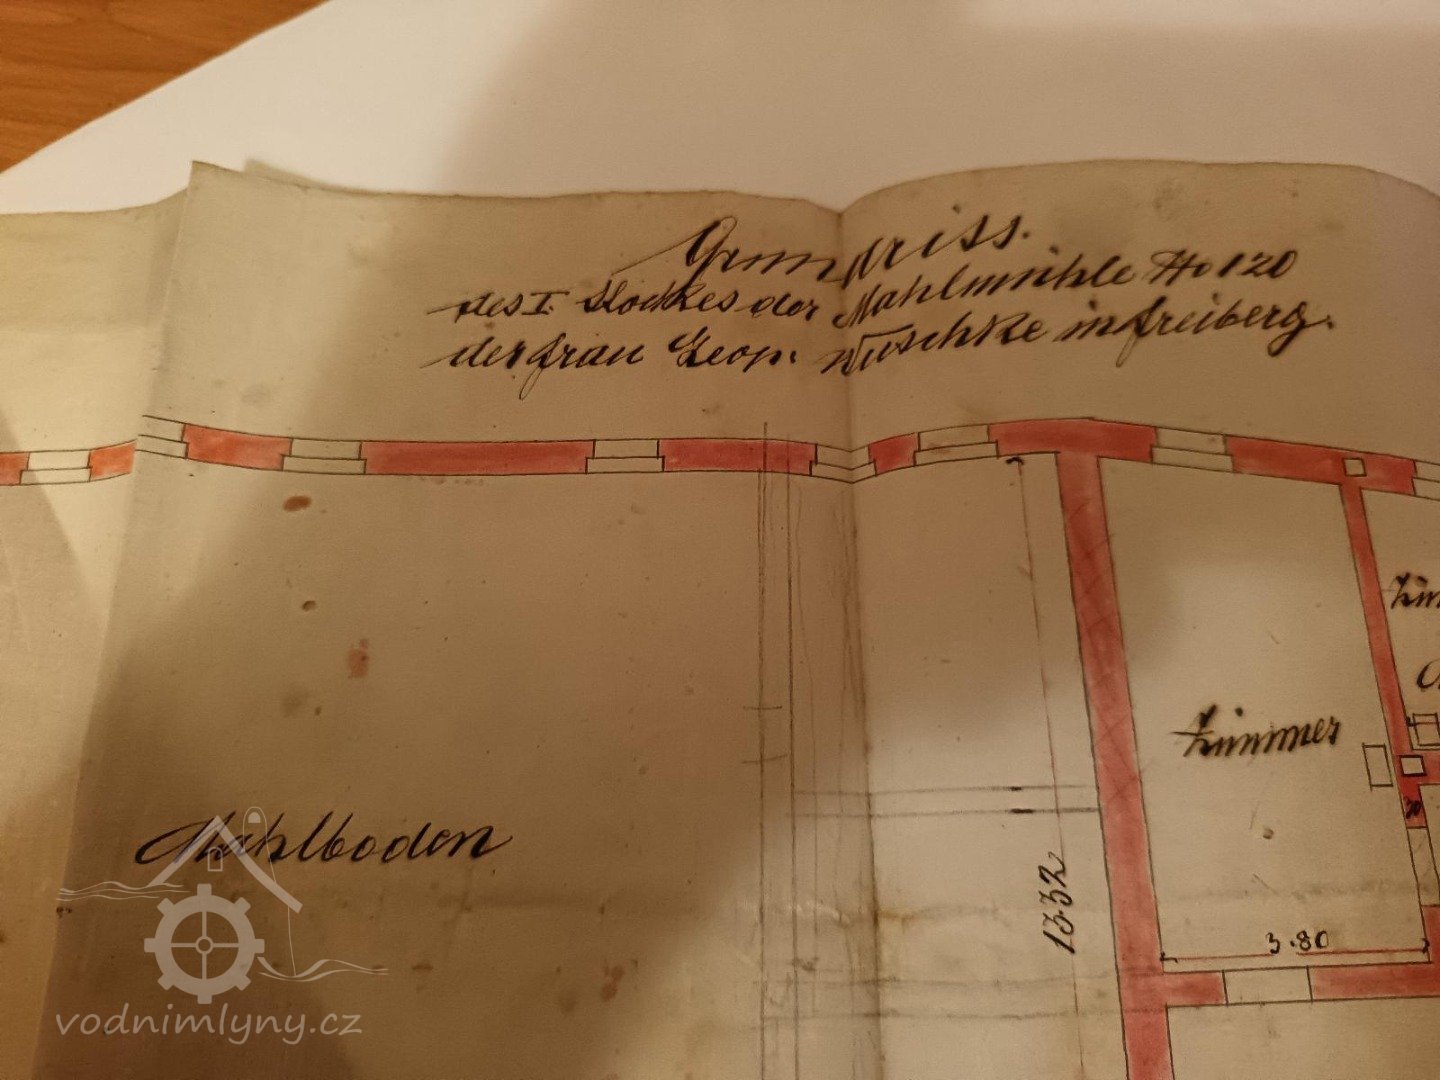 Grundriss.
des I. Stockes der Mahlmühle No 120
der Frau Leop. Wuschke in Freiberg.
Zimmer
Mahlboden
1332
3.80
vodnimlyny.cz